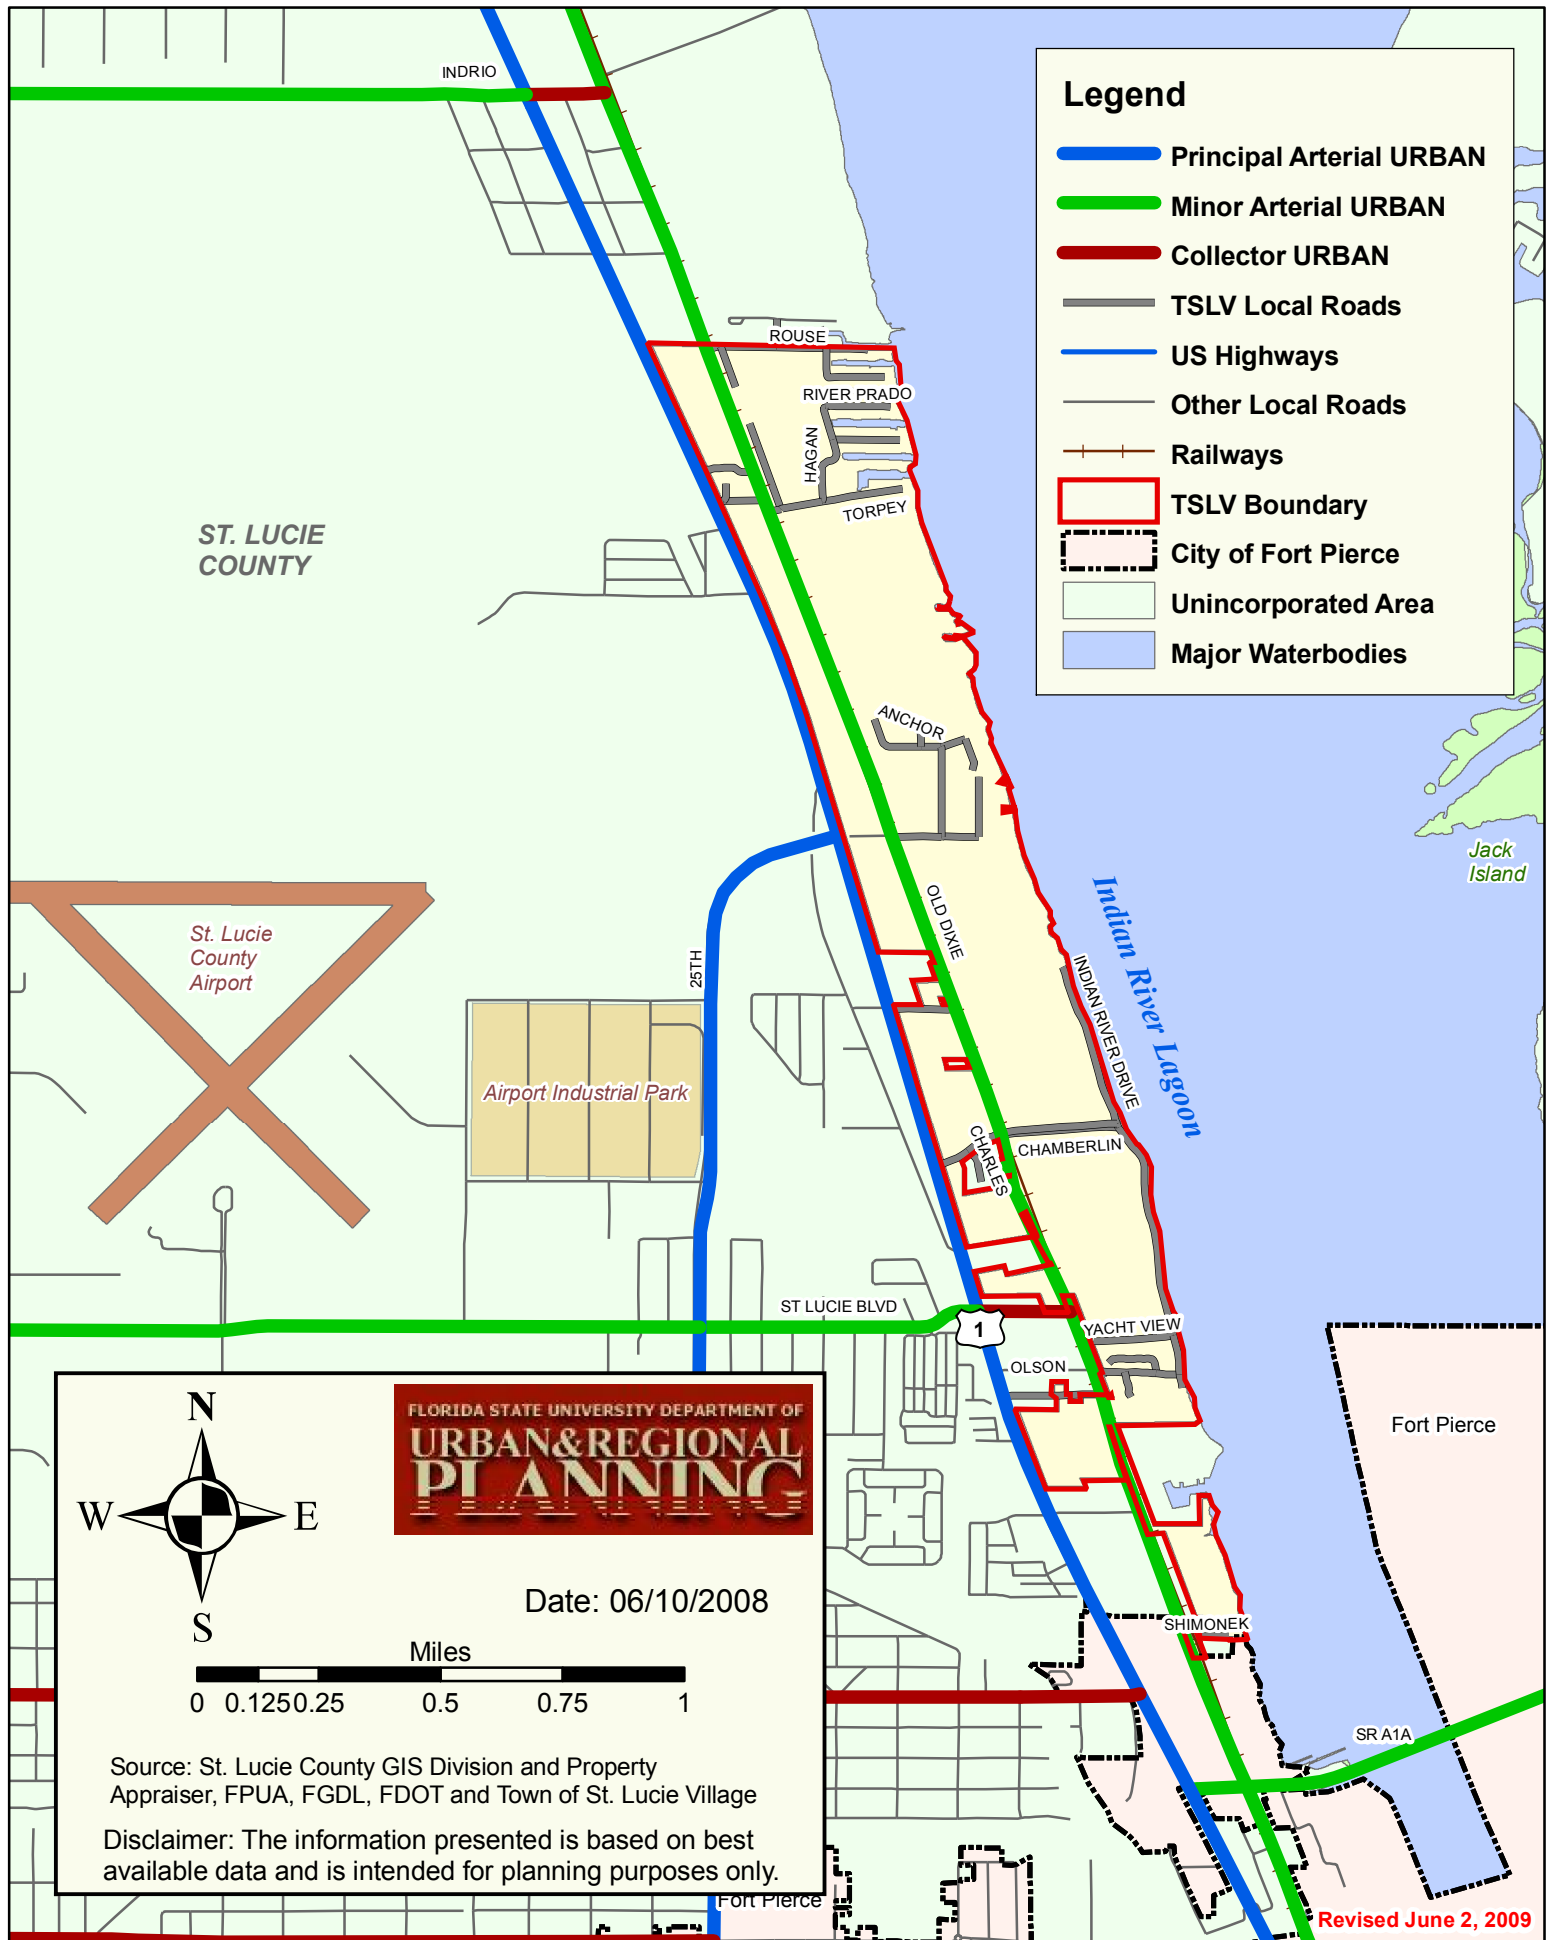 INDRIO
Legend
Principal Arterial URBAN
Minor Arterial URBAN
Collector URBAN
TSLV Local Roads
US Highways
Other Local Roads
Railways
TSLV Boundary
City of Fort Pierce
Unincorporated Area
Major Waterbodies
ROUSE
RIVER PRADO
HAGAN
TORPEY
ST. LUCIE
COUNTY
ANCHOR
Jack
Island
OLD DIXIE
Indian River Lagoon
INDIAN RIVER DRIVE
St. Lucie
County
Airport
25TH
Airport Industrial Park
CHARLES
CHAMBERLIN
ST LUCIE BLVD
1
YACHT VIEW
OLSON
Fort Pierce
N
W
E
S
FLORIDA STATE UNIVERSITY DEPARTMENT OF
URBAN&REGIONAL
PLANNING
Date: 06/10/2008
Miles
0 0.125 0.25 0.5 0.75 1
SHIMONEK
SR A1A
Source: St. Lucie County GIS Division and Property
Appraiser, FPUA, FGDL, FDOT and Town of St. Lucie Village
Disclaimer: The information presented is based on best
available data and is intended for planning purposes only.
Fort Pierce
Revised June 2, 2009